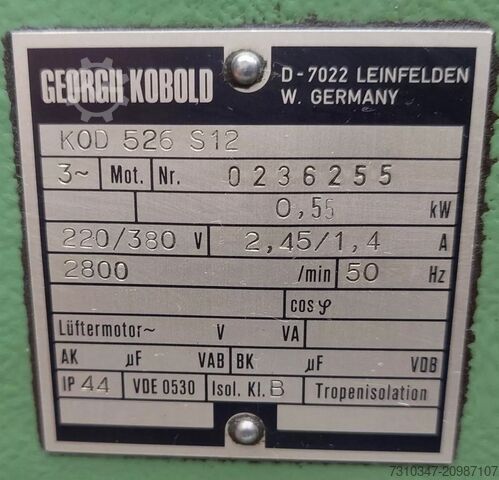 GEORGII KOBOLD
D-7022 LEINFELDEN
W. GERMANY
KOD 526 S12
3~ Mot. Nr. 0236255
0,55 kW
220/380 V 2,45/1,4 A
2800 /min 50 Hz
cos φ
Lüftermotor~ V VA
AK µF VAB BK µF VDB
IP 44 VDE 0530 Isol. Kl. B Tropenisolation
7310347-20987107